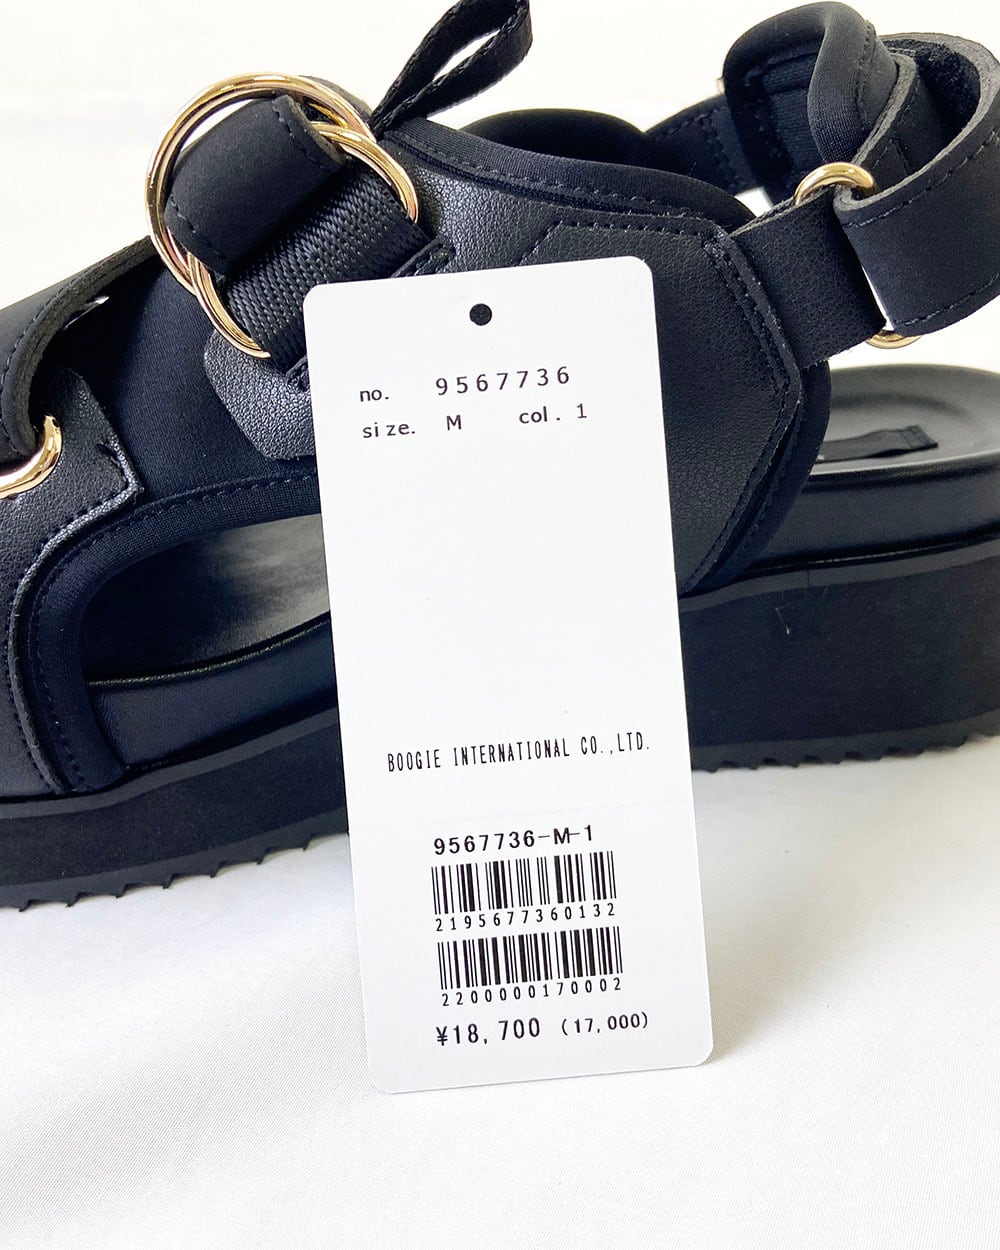 no. 9567736
size. M col. 1
BOOGIE INTERNATIONAL CO.,LTD.
9567736-M-1
2195677360132
2200000170002
¥18,700 (17,000)